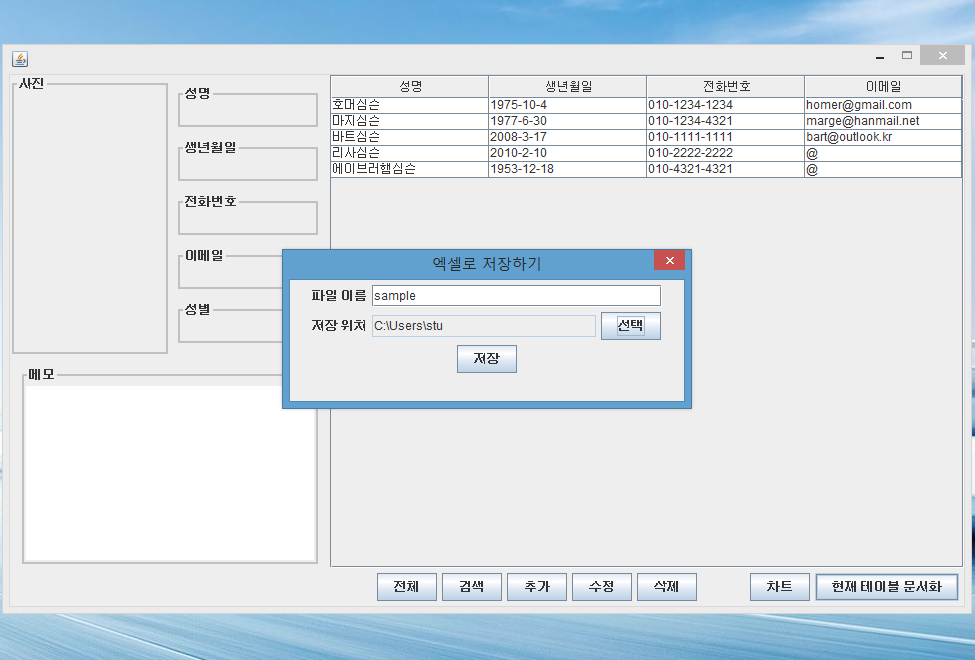 사진
성명
생년월일
전화번호
이메일
성별
메모
성명 생년월일 전화번호 이메일
호머심슨 1975-10-4 010-1234-1234 homer@gmail.com
마지심슨 1977-6-30 010-1234-4321 marge@hanmail.net
바트심슨 2008-3-17 010-1111-1111 bart@outlook.kr
리사심슨 2010-2-10 010-2222-2222 @
에이브러햄심슨 1953-12-18 010-4321-4321 @
엑셀로 저장하기
파일 이름 sample
저장 위치 C:\Users\stu 선택
저장
전체 검색 추가 수정 삭제 차트 현재 테이블 문서화